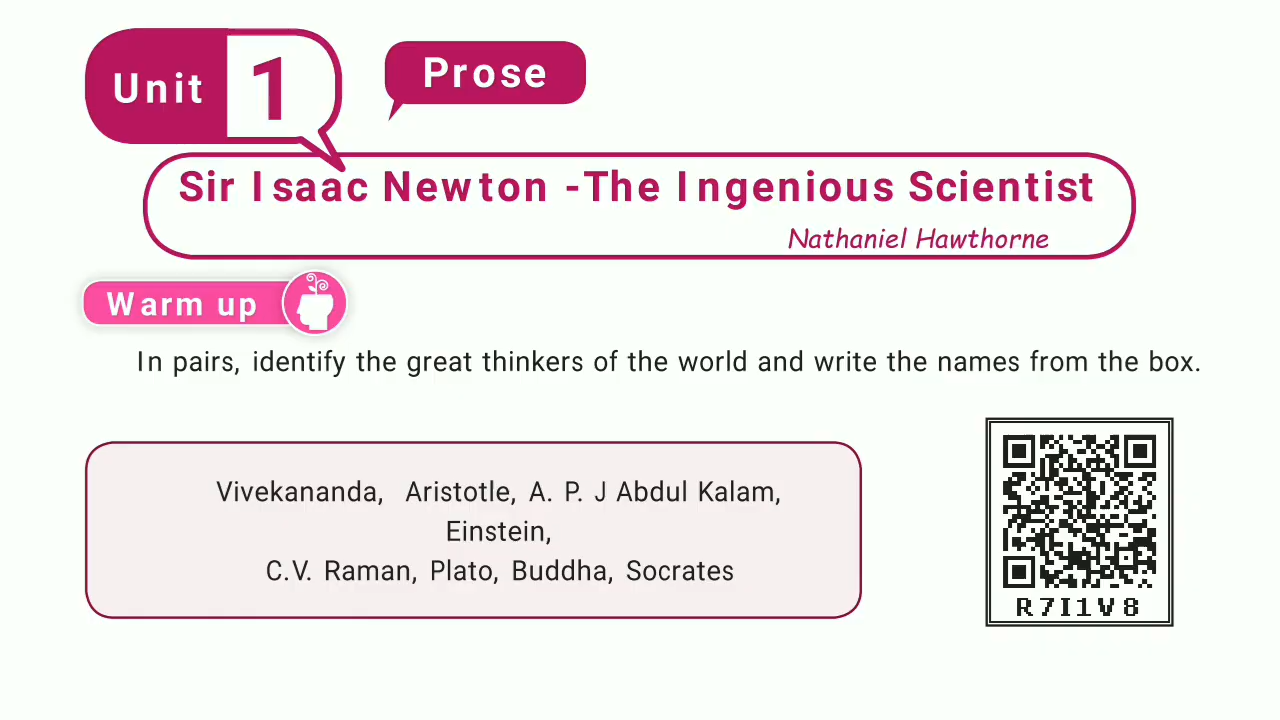 Unit 1
Prose
Sir Isaac Newton -The Ingenious Scientist
Nathaniel Hawthorne
Warm up
In pairs, identify the great thinkers of the world and write the names from the box.
Vivekananda, Aristotle, A. P. J Abdul Kalam,
Einstein,
C.V. Raman, Plato, Buddha, Socrates
R7I1V8